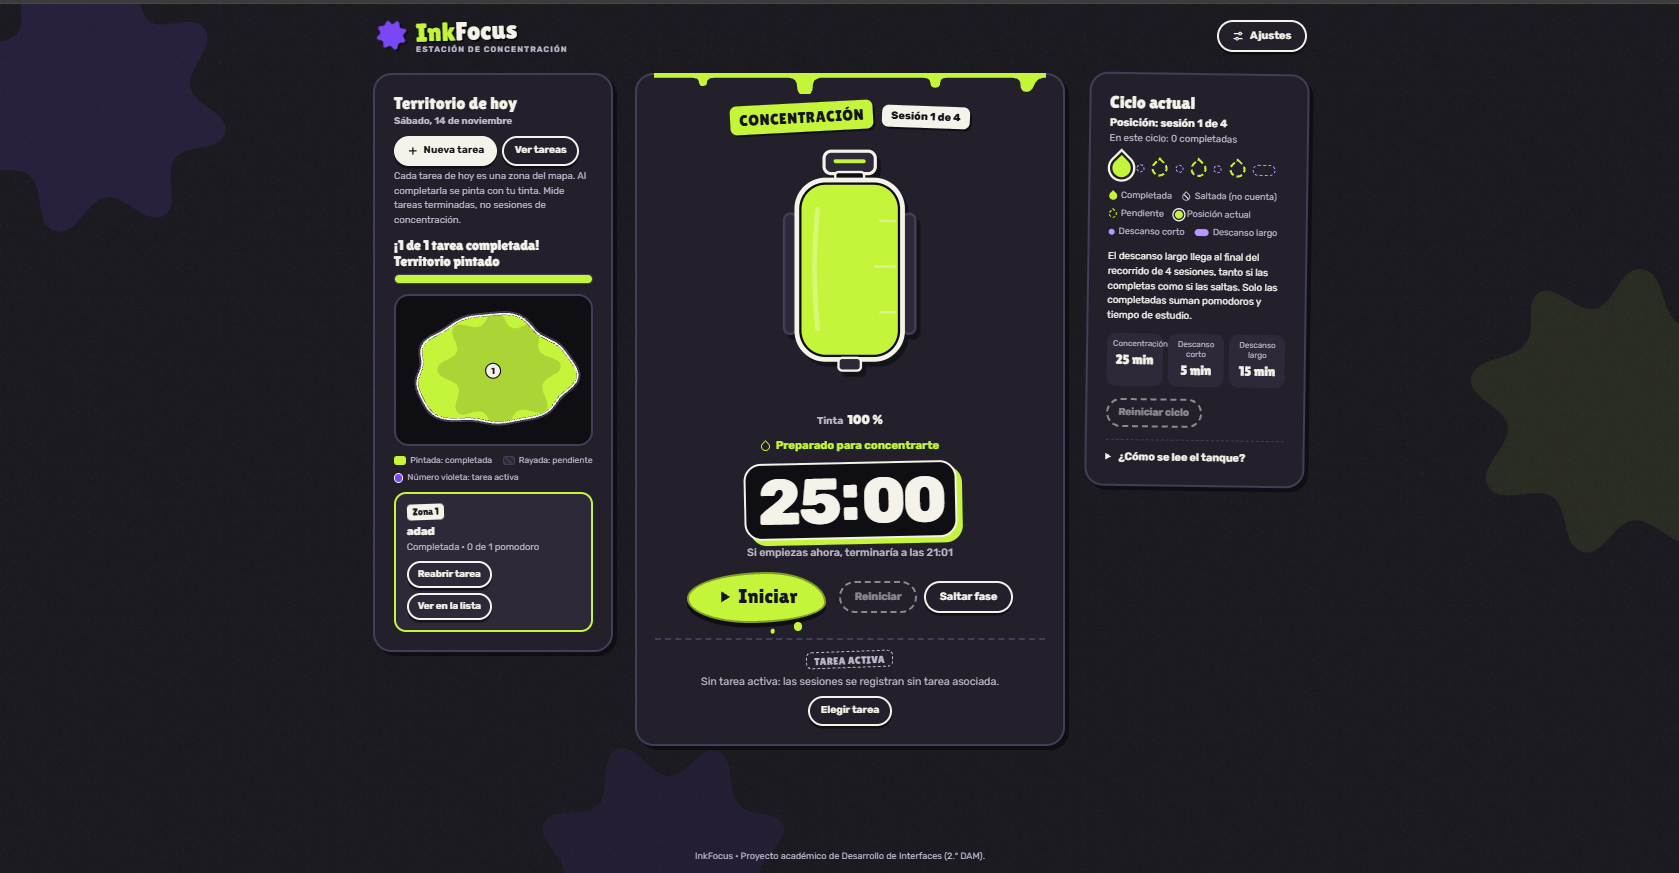 InkFocus
ESTACIÓN DE CONCENTRACIÓN
Ajustes
Territorio de hoy
Sábado, 14 de noviembre
+ Nueva tarea
Ver tareas
Cada tarea de hoy es una zona del mapa. Al
completarla se pinta con tu tinta. Mide
tareas terminadas, no sesiones de
concentración.
¡1 de 1 tarea completada!
Territorio pintado
1
Pintada: completada
Rayada: pendiente
Número violeta: tarea activa
Zona 1
adad
Completada • 0 de 1 pomodoro
Reabrir tarea
Ver en la lista
CONCENTRACIÓN
Sesión 1 de 4
Tinta 100 %
Preparado para concentrarte
25:00
Si empiezas ahora, terminaría a las 21:01
Iniciar
Reiniciar
Saltar fase
TAREA ACTIVA
Sin tarea activa: las sesiones se registran sin tarea asociada.
Elegir tarea
Ciclo actual
Posición: sesión 1 de 4
En este ciclo: 0 completadas
Completada
Saltada (no cuenta)
Pendiente
Posición actual
Descanso corto
Descanso largo
El descanso largo llega al final del
recorrido de 4 sesiones, tanto si las
completas como si las saltas. Solo las
completadas suman pomodoros y
tiempo de estudio.
Concentración
25 min
Descanso
corto
5 min
Descanso
largo
15 min
Reiniciar ciclo
¿Cómo se lee el tanque?
InkFocus • Proyecto académico de Desarrollo de Interfaces (2.º DAM).